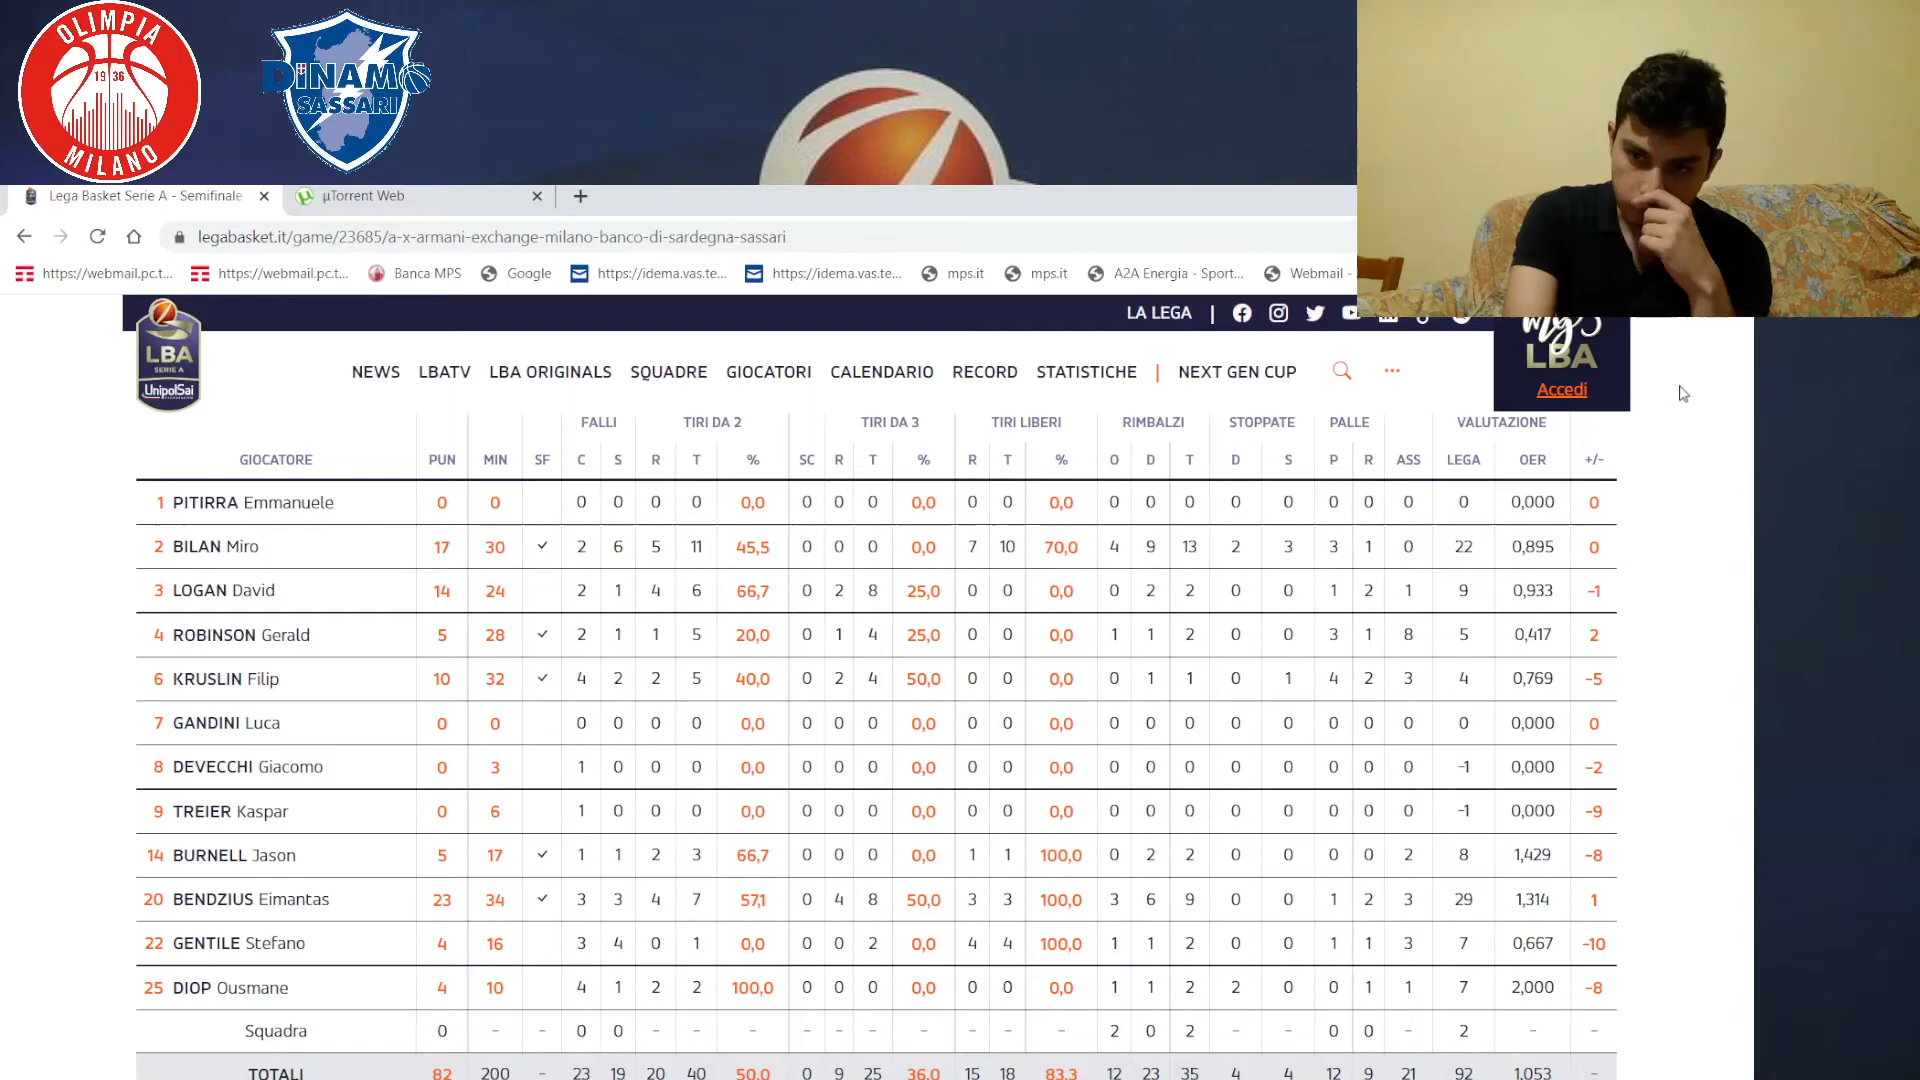 OLIMPIA
19 36
MILANO
DINAMO
SASSARI
Lega Basket Serie A - Semifinale
µTorrent Web
legabasket.it/game/23685/a-x-armani-exchange-milano-banco-di-sardegna-sassari
https://webmail.pc.t... https://webmail.pc.t... Banca MPS Google https://idema.vas.te... https://idema.vas.te... mps.it mps.it A2A Energia - Sport... Webmail -
LA LEGA |
my
LBA
Accedi
LBA
SERIE A
UnipolSai
NEWS LBATV LBA ORIGINALS SQUADRE GIOCATORI CALENDARIO RECORD STATISTICHE | NEXT GEN CUP ...
FALLI TIRI DA 2 TIRI DA 3 TIRI LIBERI RIMBALZI STOPPATE PALLE VALUTAZIONE
GIOCATORE PUN MIN SF C S R T % SC R T % R T % O D T D S P R ASS LEGA OER +/-
1 PITIRRA Emmanuele 0 0 0 0 0 0 0,0 0 0 0 0,0 0 0 0,0 0 0 0 0 0 0 0 0 0 0,000 0
2 BILAN Miro 17 30 ✓ 2 6 5 11 45,5 0 0 0 0,0 7 10 70,0 4 9 13 2 3 3 1 0 22 0,895 0
3 LOGAN David 14 24 2 1 4 6 66,7 0 2 8 25,0 0 0 0,0 0 2 2 0 0 1 2 1 9 0,933 -1
4 ROBINSON Gerald 5 28 ✓ 2 1 1 5 20,0 0 1 4 25,0 0 0 0,0 1 1 2 0 0 3 1 8 5 0,417 2
6 KRUSLIN Filip 10 32 ✓ 4 2 2 5 40,0 0 2 4 50,0 0 0 0,0 0 1 1 0 1 4 2 3 4 0,769 -5
7 GANDINI Luca 0 0 0 0 0 0 0,0 0 0 0 0,0 0 0 0,0 0 0 0 0 0 0 0 0 0 0,000 0
8 DEVECCHI Giacomo 0 3 1 0 0 0 0,0 0 0 0 0,0 0 0 0,0 0 0 0 0 0 0 0 0 -1 0,000 -2
9 TREIER Kaspar 0 6 1 0 0 0 0,0 0 0 0 0,0 0 0 0,0 0 0 0 0 0 0 0 0 -1 0,000 -9
14 BURNELL Jason 5 17 ✓ 1 1 2 3 66,7 0 0 0 0,0 1 1 100,0 0 2 2 0 0 0 0 2 8 1,429 -8
20 BENDZIUS Eimantas 23 34 ✓ 3 3 4 7 57,1 0 4 8 50,0 3 3 100,0 3 6 9 0 0 1 2 3 29 1,314 1
22 GENTILE Stefano 4 16 3 4 0 1 0,0 0 0 2 0,0 4 4 100,0 1 1 2 0 0 1 1 3 7 0,667 -10
25 DIOP Ousmane 4 10 4 1 2 2 100,0 0 0 0 0,0 0 0 0,0 1 1 2 2 0 0 1 1 7 2,000 -8
Squadra 0 - - 0 0 - - - - - - - - - - 2 0 2 - - 0 0 - 2 - -
TOTALI 82 200 - 23 19 20 40 50,0 0 9 25 36,0 15 18 83,3 12 23 35 4 4 12 9 21 92 1,053 -